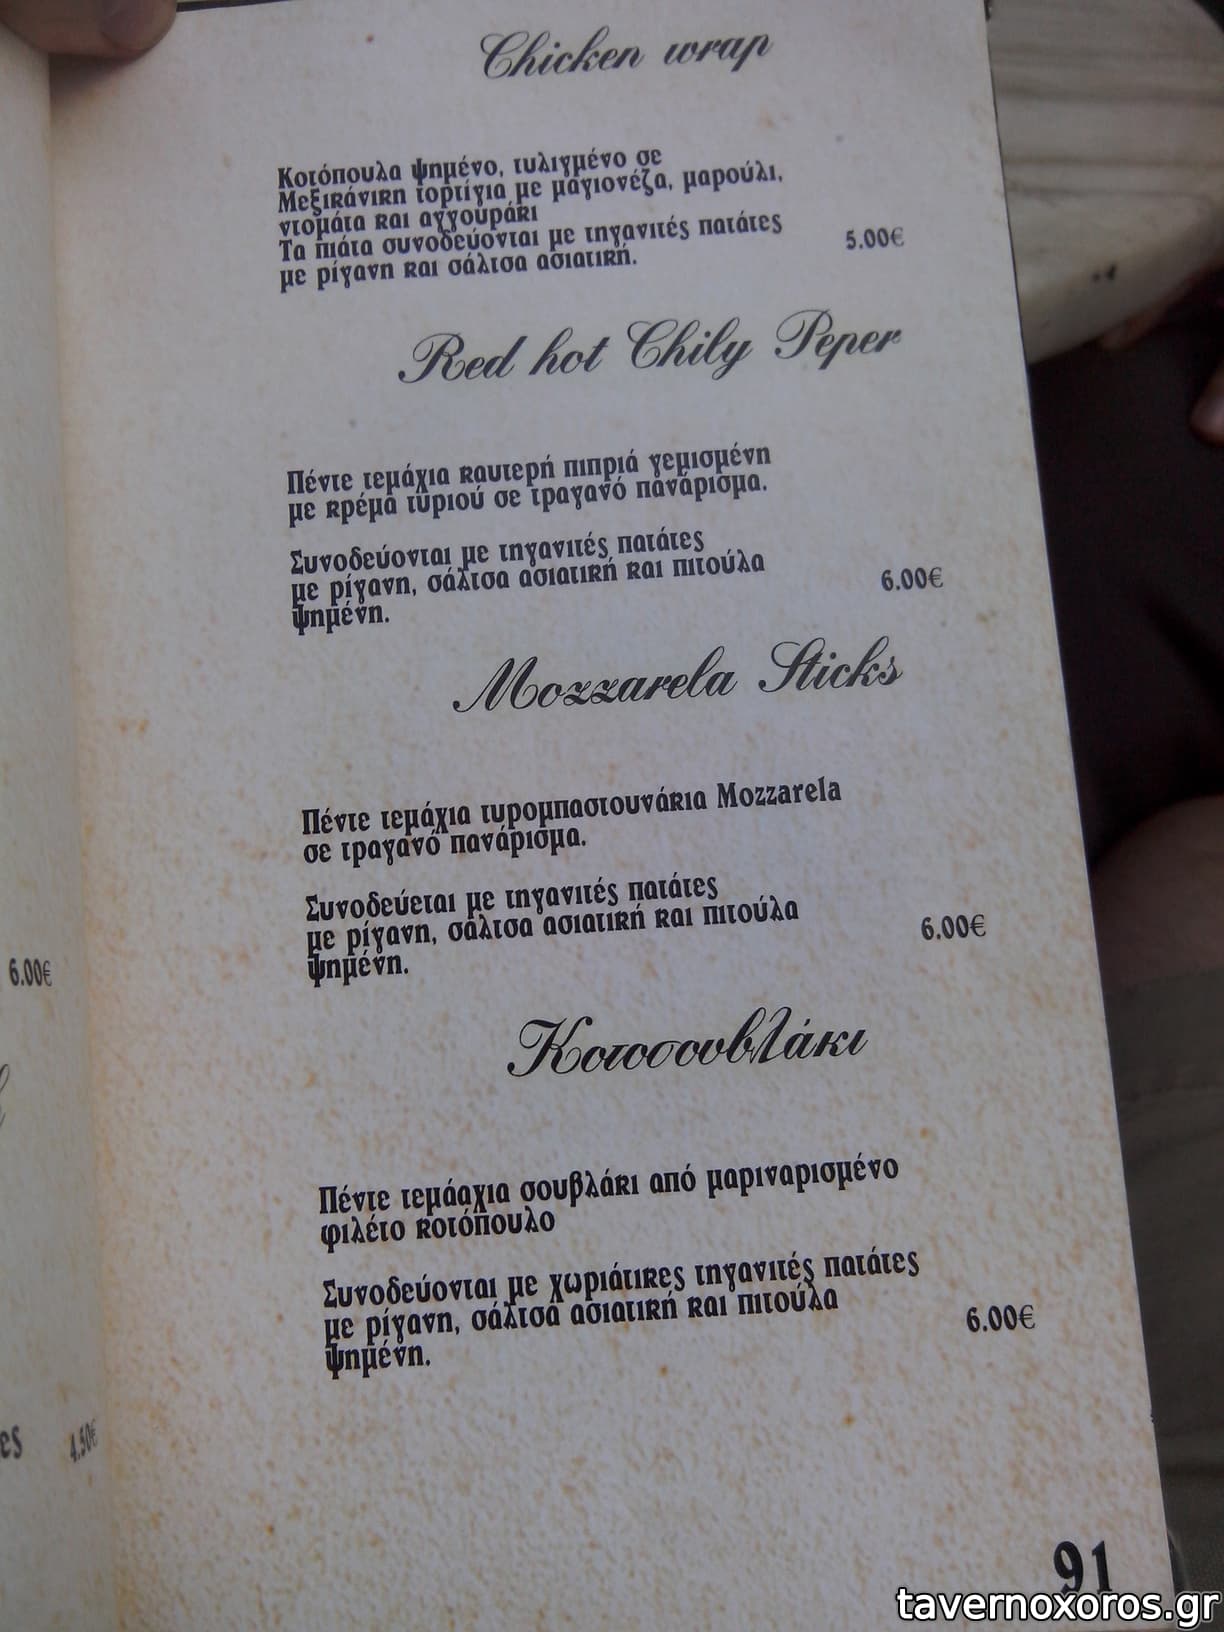 Chicken wrap
Κοτόπουλα ψημένο, τυλιγμένο σε
Μεξικάνικη τορτίγια με μαγιονέζα, μαρούλι,
ντομάτα και αγγουράκι
Τα πιάτα συνοδεύονται με τηγανιτές πατάτες
με ρίγανη και σάλτσα ασιατική.
5.00€
Red hot Chily Peper
Πέντε τεμάχια καυτερή πιπριά γεμισμένη
με κρέμα τυριού σε τραγανό πανάρισμα.
Συνοδεύονται με τηγανιτές πατάτες
με ρίγανη, σάλτσα ασιατική και πιτούλα
ψημένη.
6.00€
Mozzarela Sticks
Πέντε τεμάχια τυρομπαστουνάκια Mozzarela
σε τραγανό πανάρισμα.
Συνοδεύεται με τηγανιτές πατάτες
με ρίγανη, σάλτσα ασιατική και πιτούλα
ψημένη.
6.00€
6.00€
Κοτοσουβλάκι
Πέντε τεμάαχια σουβλάκι από μαριναρισμένο
φιλέτο κοτόπουλο
Συνοδεύονται με χωριάτικες τηγανιτές πατάτες
με ρίγανη, σάλτσα ασιατική και πιτούλα
ψημένη.
6.00€
ες 4.50€
91
tavernoxoros.gr